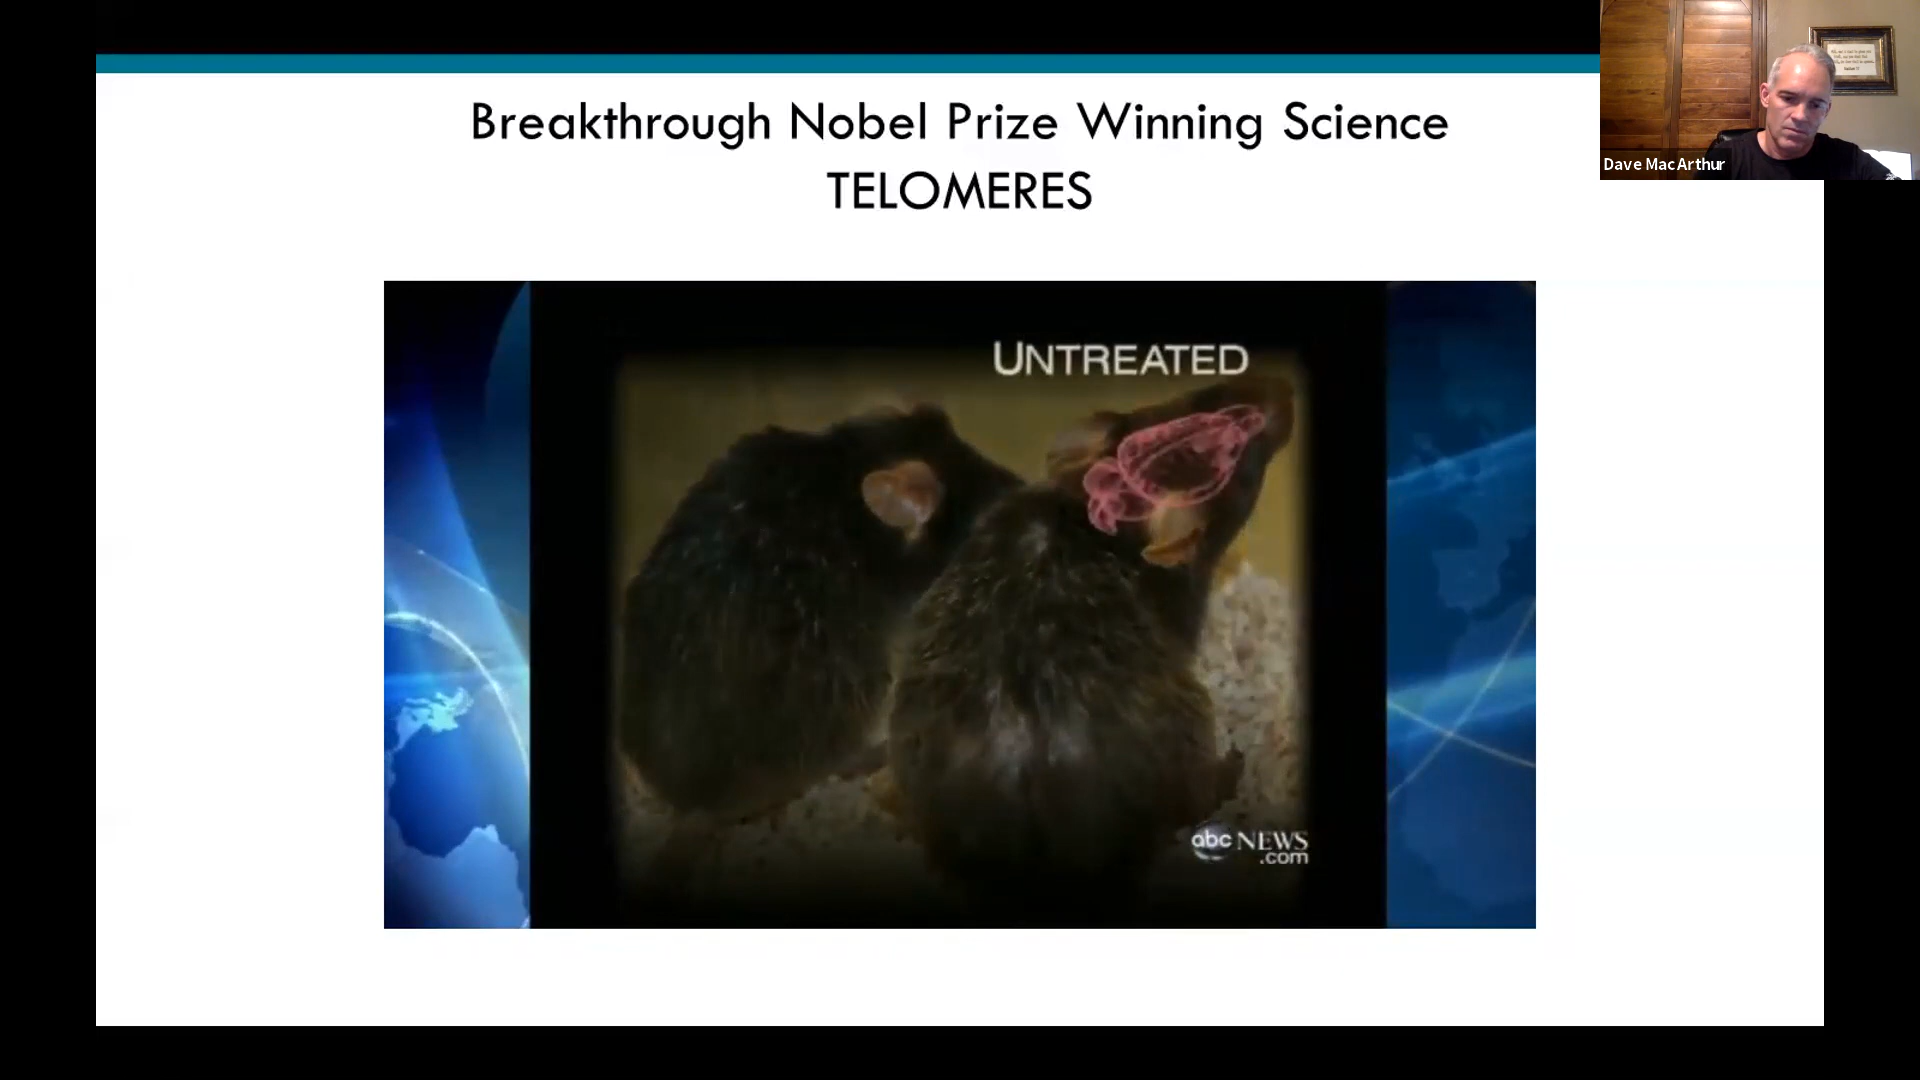 Breakthrough Nobel Prize Winning Science
TELOMERES
Dave MacArthur
UNTREATED
abc NEWS
.com